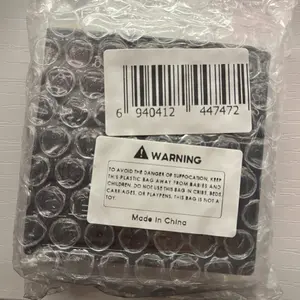 6 940412 447472
WARNING
TO AVOID THE DANGER OF SUFFOCATION, KEEP
THIS PLASTIC BAG AWAY FROM BABIES AND
CHILDREN. DO NOT USE THIS BAG IN CRIBS, BEDS,
CARRIAGES, OR PLAYPENS. THIS BAG IS NOT A
TOY.
Made In China